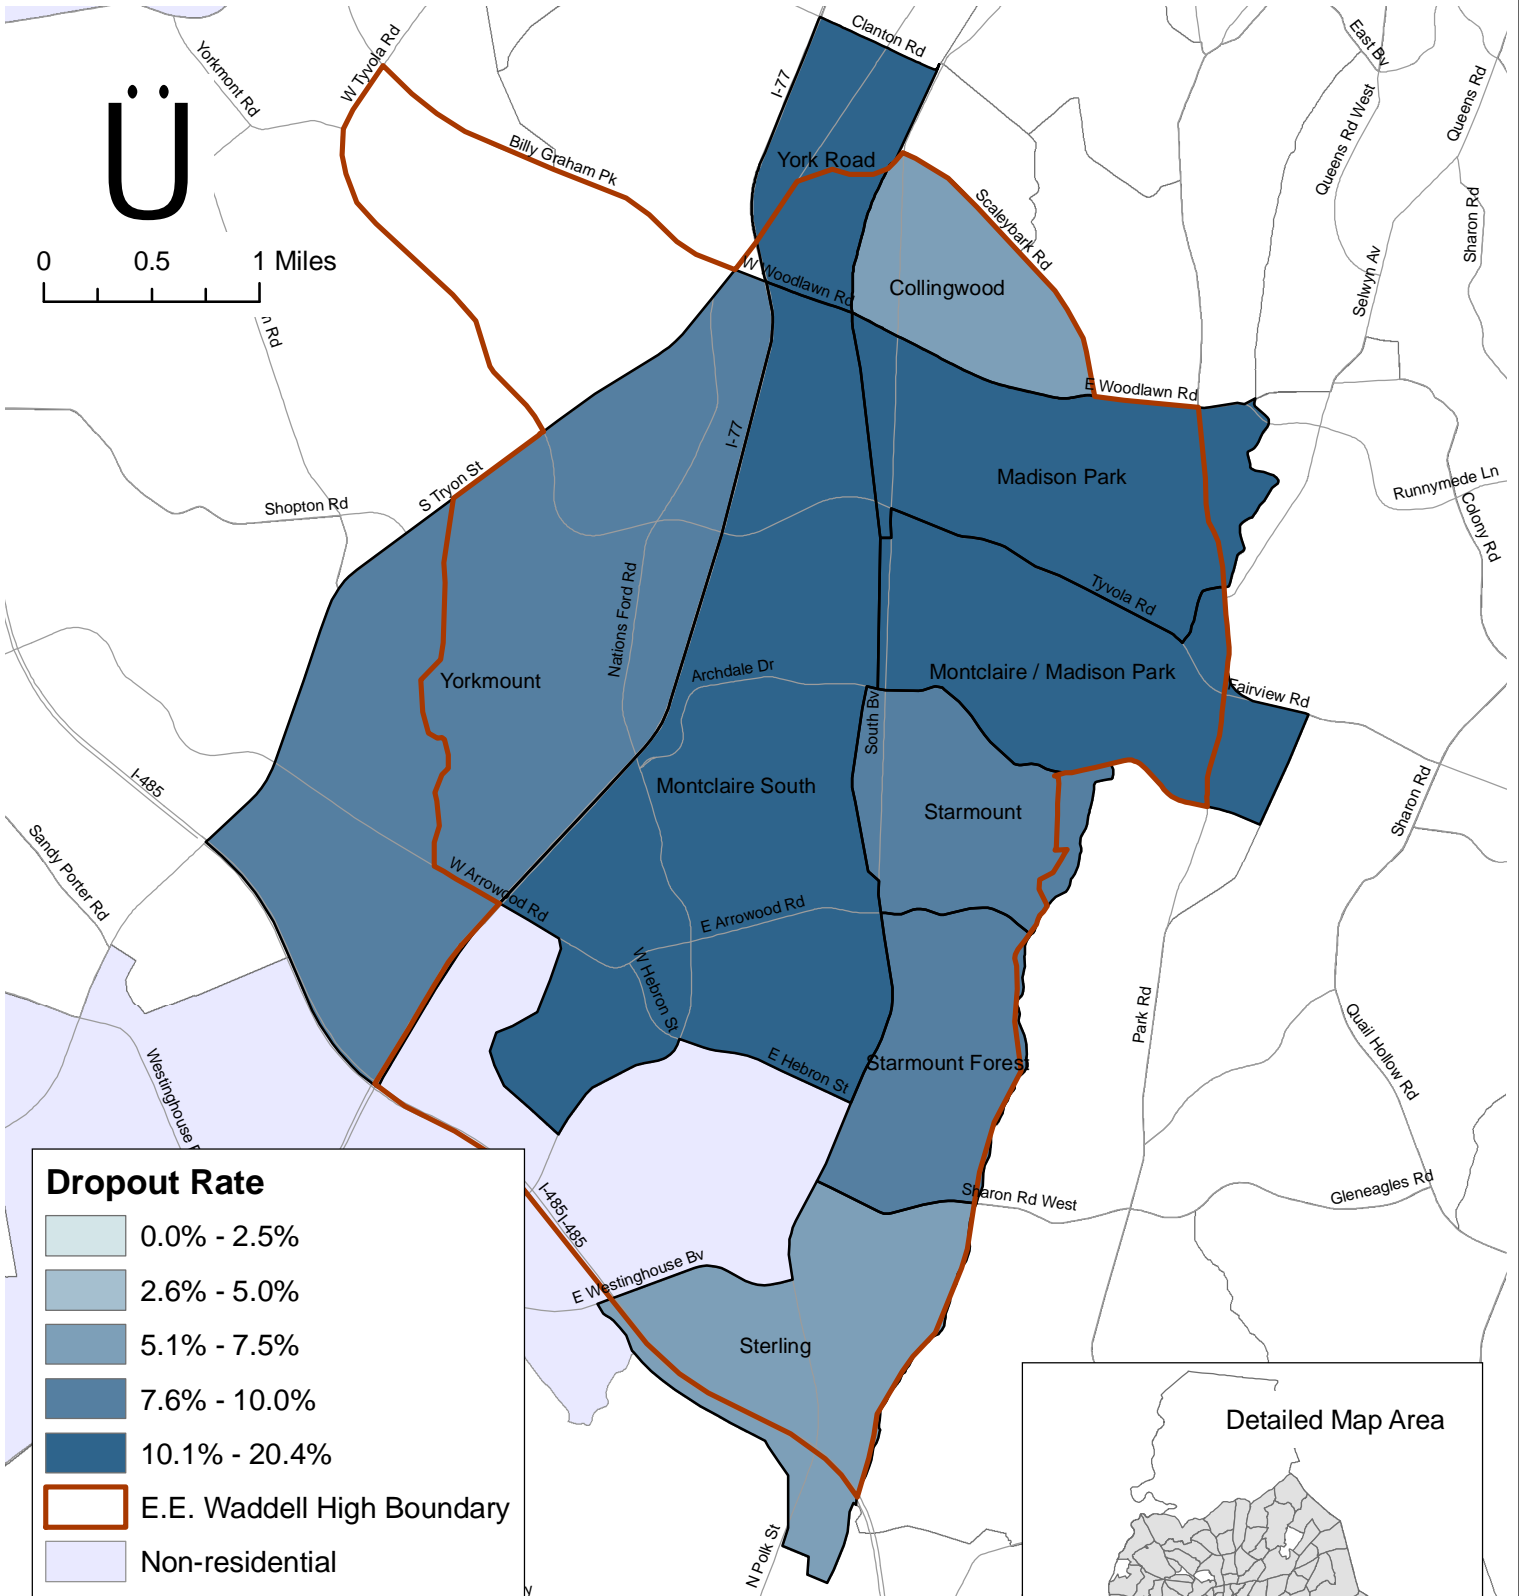 Clanton Rd
East Bv
Yorkmont Rd
W Tyvola Rd
I-77
Queens Rd West
Queens Rd
Ü
Billy Graham Pk
York Road
Scaleybark Rd
Sharon Rd
0 0.5 1 Miles
W Woodlawn Rd
Collingwood
Selwyn Av
n Rd
E Woodlawn Rd
I-77
Madison Park
Runnymede Ln
Colony Rd
S Tryon St
Shopton Rd
Nations Ford Rd
Tyvola Rd
Archdale Dr
Montclaire / Madison Park
Yorkmount
South Bv
Fairview Rd
I-485
Montclaire South
Starmount
Sharon Rd
Sandy Porter Rd
W Arrowood Rd
E Arrowood Rd
W Hebron St
Park Rd
Quail Hollow Rd
Westinghouse
E Hebron St
Starmount Forest
Sharon Rd West
Gleneagles Rd
I-485
I-485
E Westinghouse Bv
Sterling
N Polk St
Dropout Rate
0.0% - 2.5%
2.6% - 5.0%
5.1% - 7.5%
7.6% - 10.0%
10.1% - 20.4%
E.E. Waddell High Boundary
Non-residential
Detailed Map Area